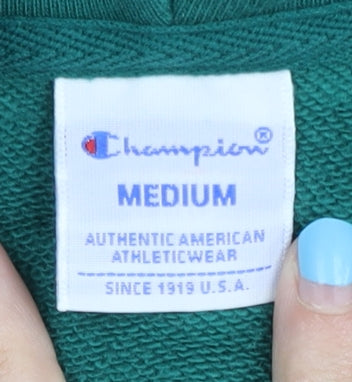 Champion®
MEDIUM
AUTHENTIC AMERICAN
ATHLETICWEAR
SINCE 1919 U.S.A.